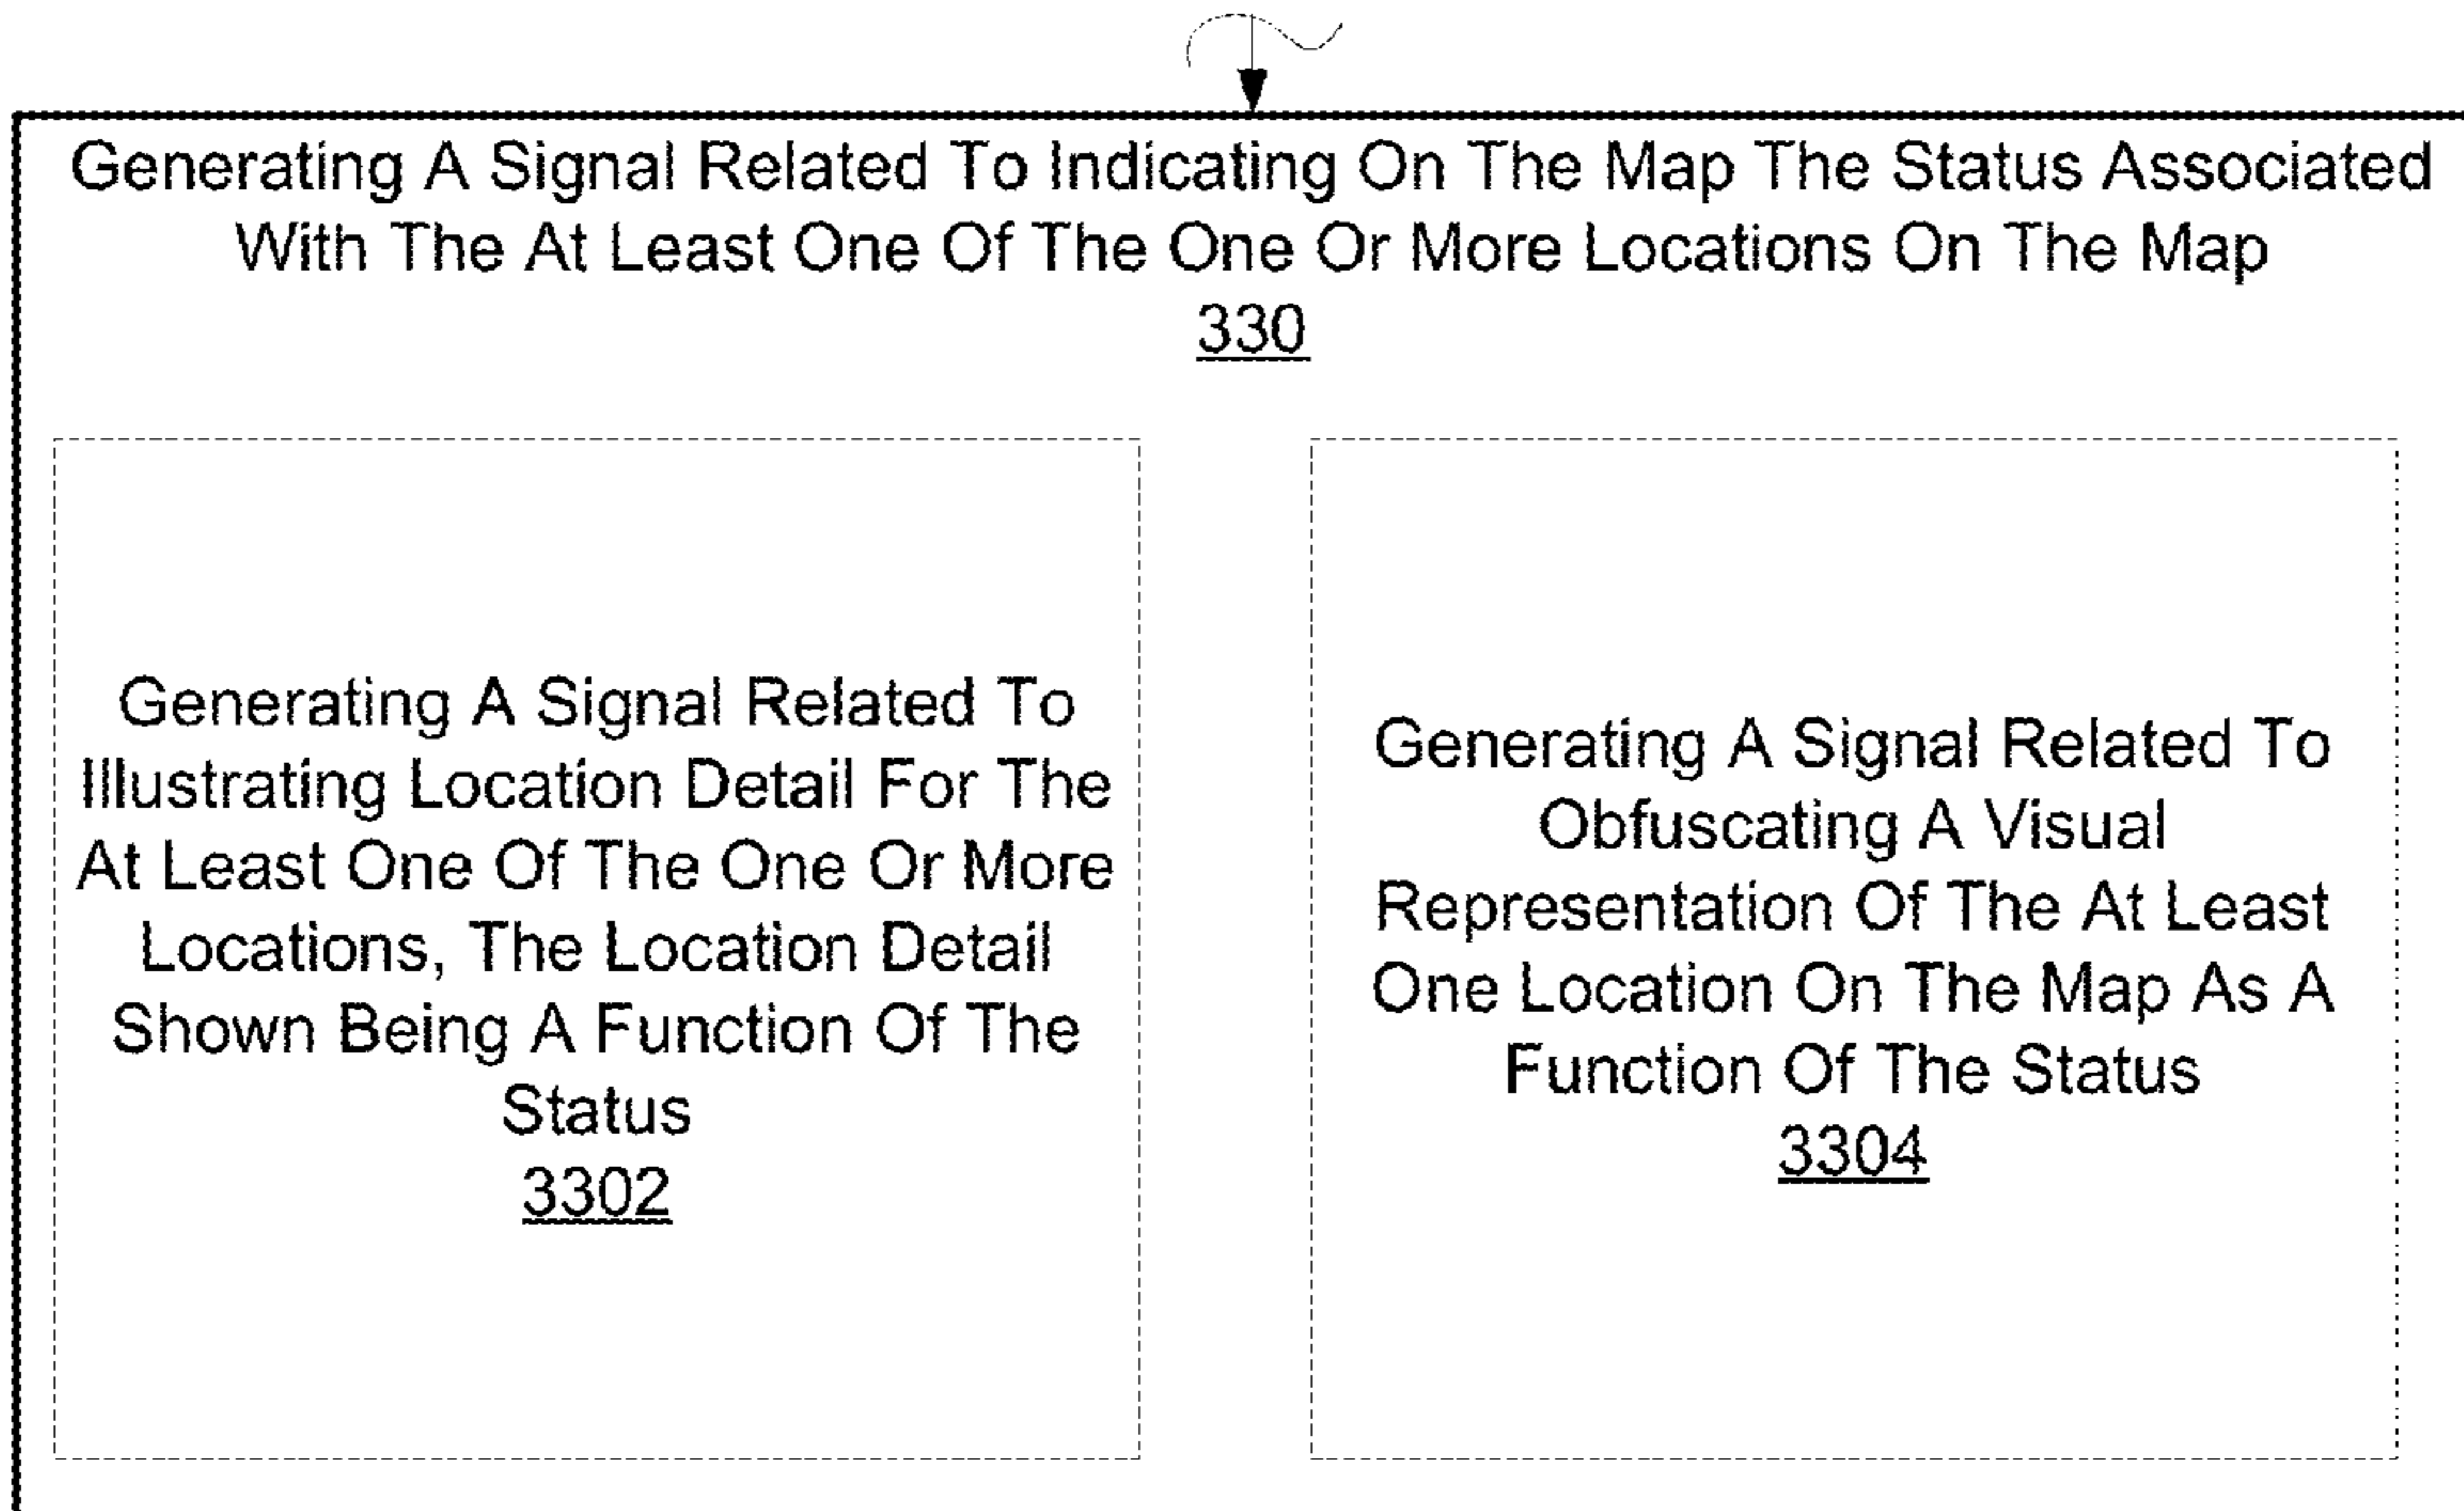 Generating A Signal Related To Indicating On The Map The Status Associated
With The At Least One Of The One Or More Locations On The Map
330
Generating A Signal Related To
Illustrating Location Detail For The
At Least One Of The One Or More
Locations, The Location Detail
Shown Being A Function Of The
Status
3302
Generating A Signal Related To
Obfuscating A Visual
Representation Of The At Least
One Location On The Map As A
Function Of The Status
3304